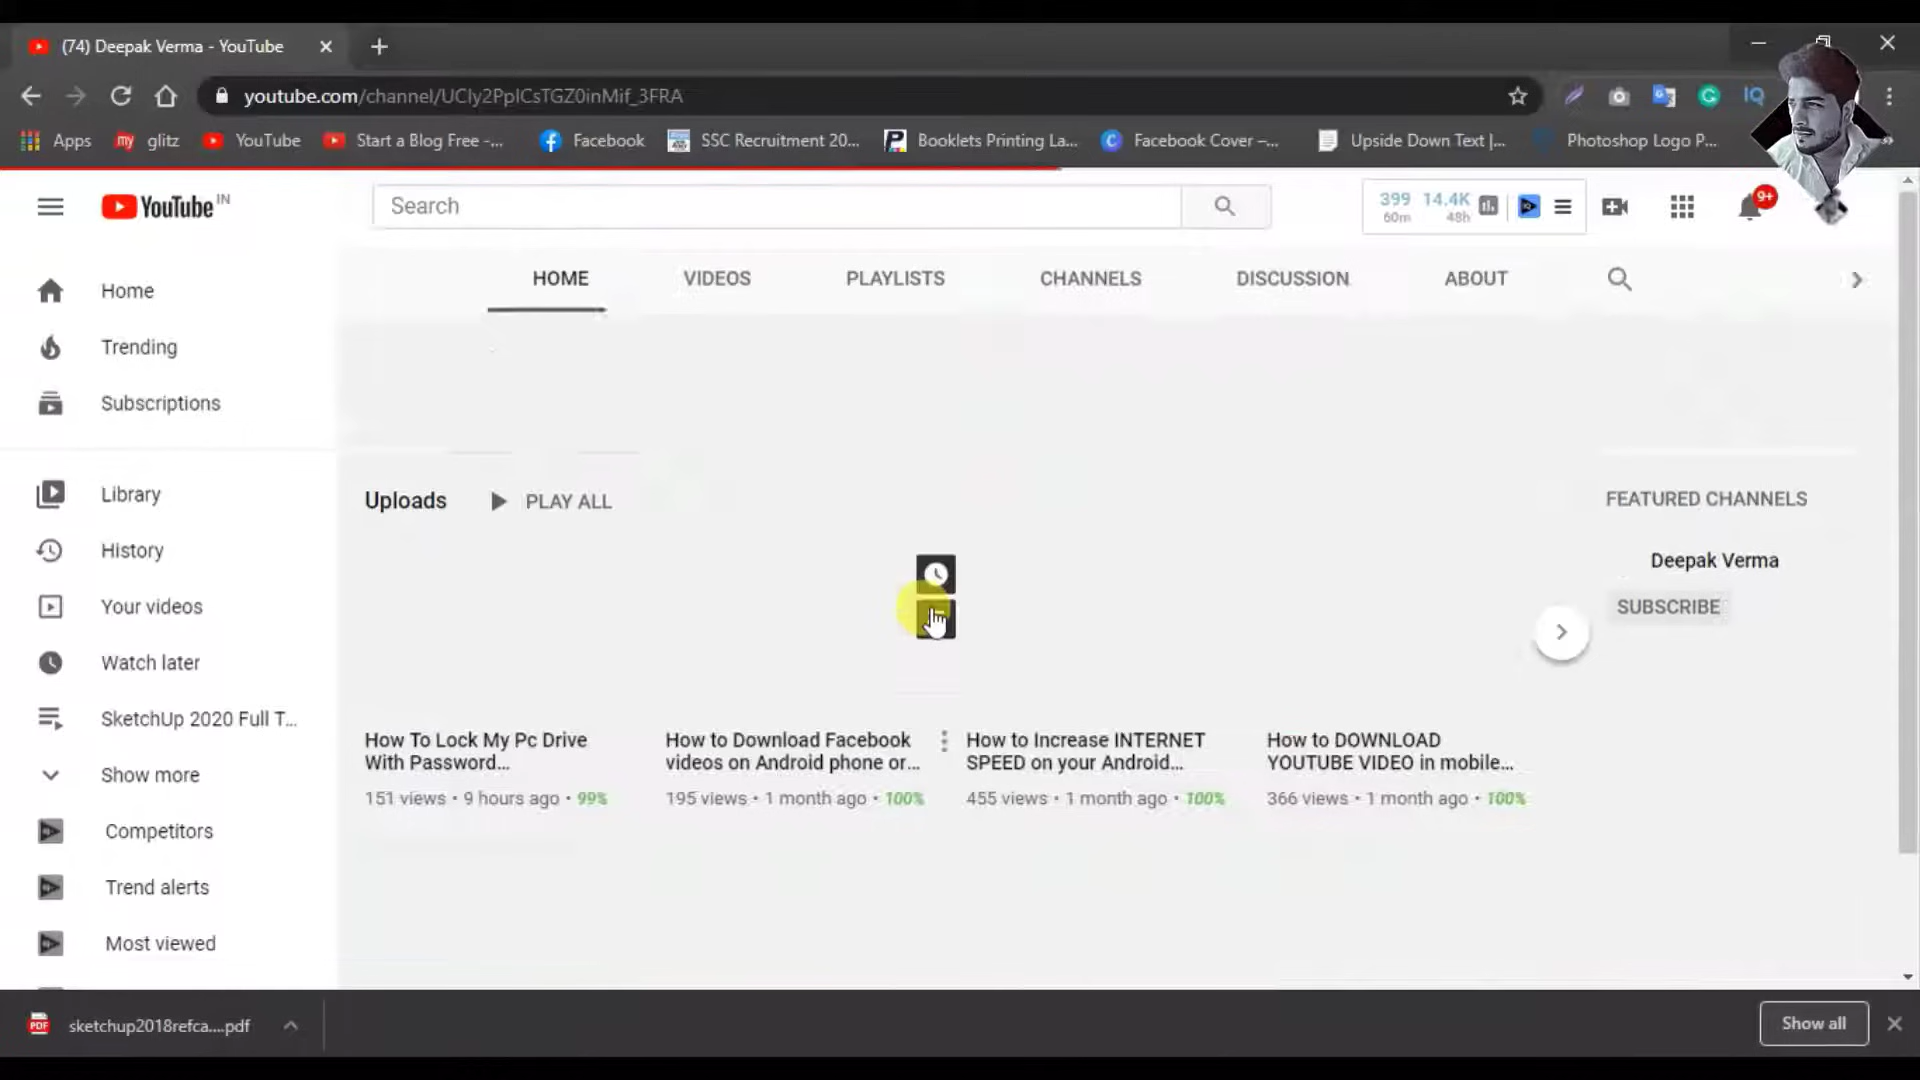 (74) Deepak Verma - YouTube
youtube.com/channel/UCIy2PplCsTGZ0inMif_3FRA
Apps
my glitz
YouTube
Start a Blog Free -...
Facebook
SSC Recruitment 20...
Booklets Printing La...
Facebook Cover –...
Upside Down Text |...
Photoshop Logo P...
YouTube IN
Search
399 14.4K
60m 48h
9+
HOME
VIDEOS
PLAYLISTS
CHANNELS
DISCUSSION
ABOUT
Home
Trending
Subscriptions
Library
History
Your videos
Watch later
SketchUp 2020 Full T...
Show more
Competitors
Trend alerts
Most viewed
Uploads
PLAY ALL
How To Lock My Pc Drive
With Password...
151 views • 9 hours ago • 99%
How to Download Facebook
videos on Android phone or...
195 views • 1 month ago • 100%
How to Increase INTERNET
SPEED on your Android...
455 views • 1 month ago • 100%
How to DOWNLOAD
YOUTUBE VIDEO in mobile...
366 views • 1 month ago • 100%
FEATURED CHANNELS
Deepak Verma
SUBSCRIBE
PDF
sketchup2018refca....pdf
Show all